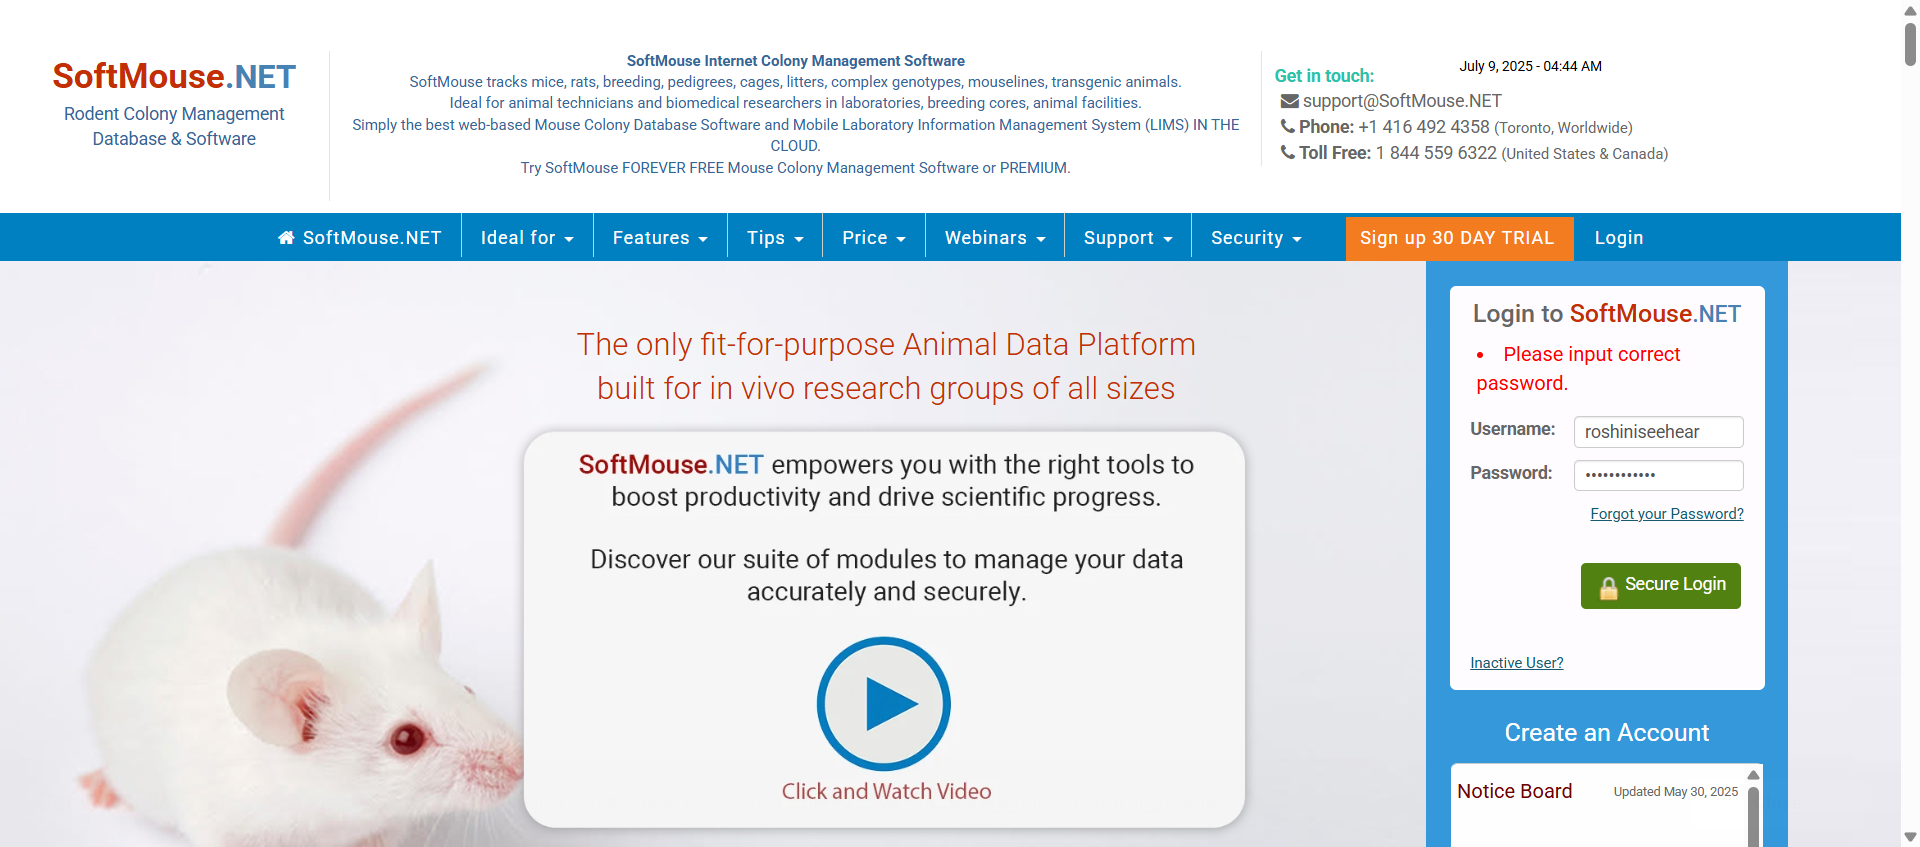 SoftMouse.NET
Rodent Colony Management
Database & Software
SoftMouse Internet Colony Management Software
SoftMouse tracks mice, rats, breeding, pedigrees, cages, litters, complex genotypes, mouselines, transgenic animals.
Ideal for animal technicians and biomedical researchers in laboratories, breeding cores, animal facilities.
Simply the best web-based Mouse Colony Database Software and Mobile Laboratory Information Management System (LIMS) IN THE
CLOUD.
Try SoftMouse FOREVER FREE Mouse Colony Management Software or PREMIUM.
Get in touch:
July 9, 2025 - 04:44 AM
support@SoftMouse.NET
Phone: +1 416 492 4358 (Toronto, Worldwide)
Toll Free: 1 844 559 6322 (United States & Canada)
SoftMouse.NET Ideal for Features Tips Price Webinars Support Security Sign up 30 DAY TRIAL Login
The only fit-for-purpose Animal Data Platform
built for in vivo research groups of all sizes
SoftMouse.NET empowers you with the right tools to
boost productivity and drive scientific progress.
Discover our suite of modules to manage your data
accurately and securely.
Click and Watch Video
Login to SoftMouse.NET
• Please input correct
password.
Username: roshiniseehear
Password: ••••••••••••
Forgot your Password?
Secure Login
Inactive User?
Create an Account
Notice Board Updated May 30, 2025